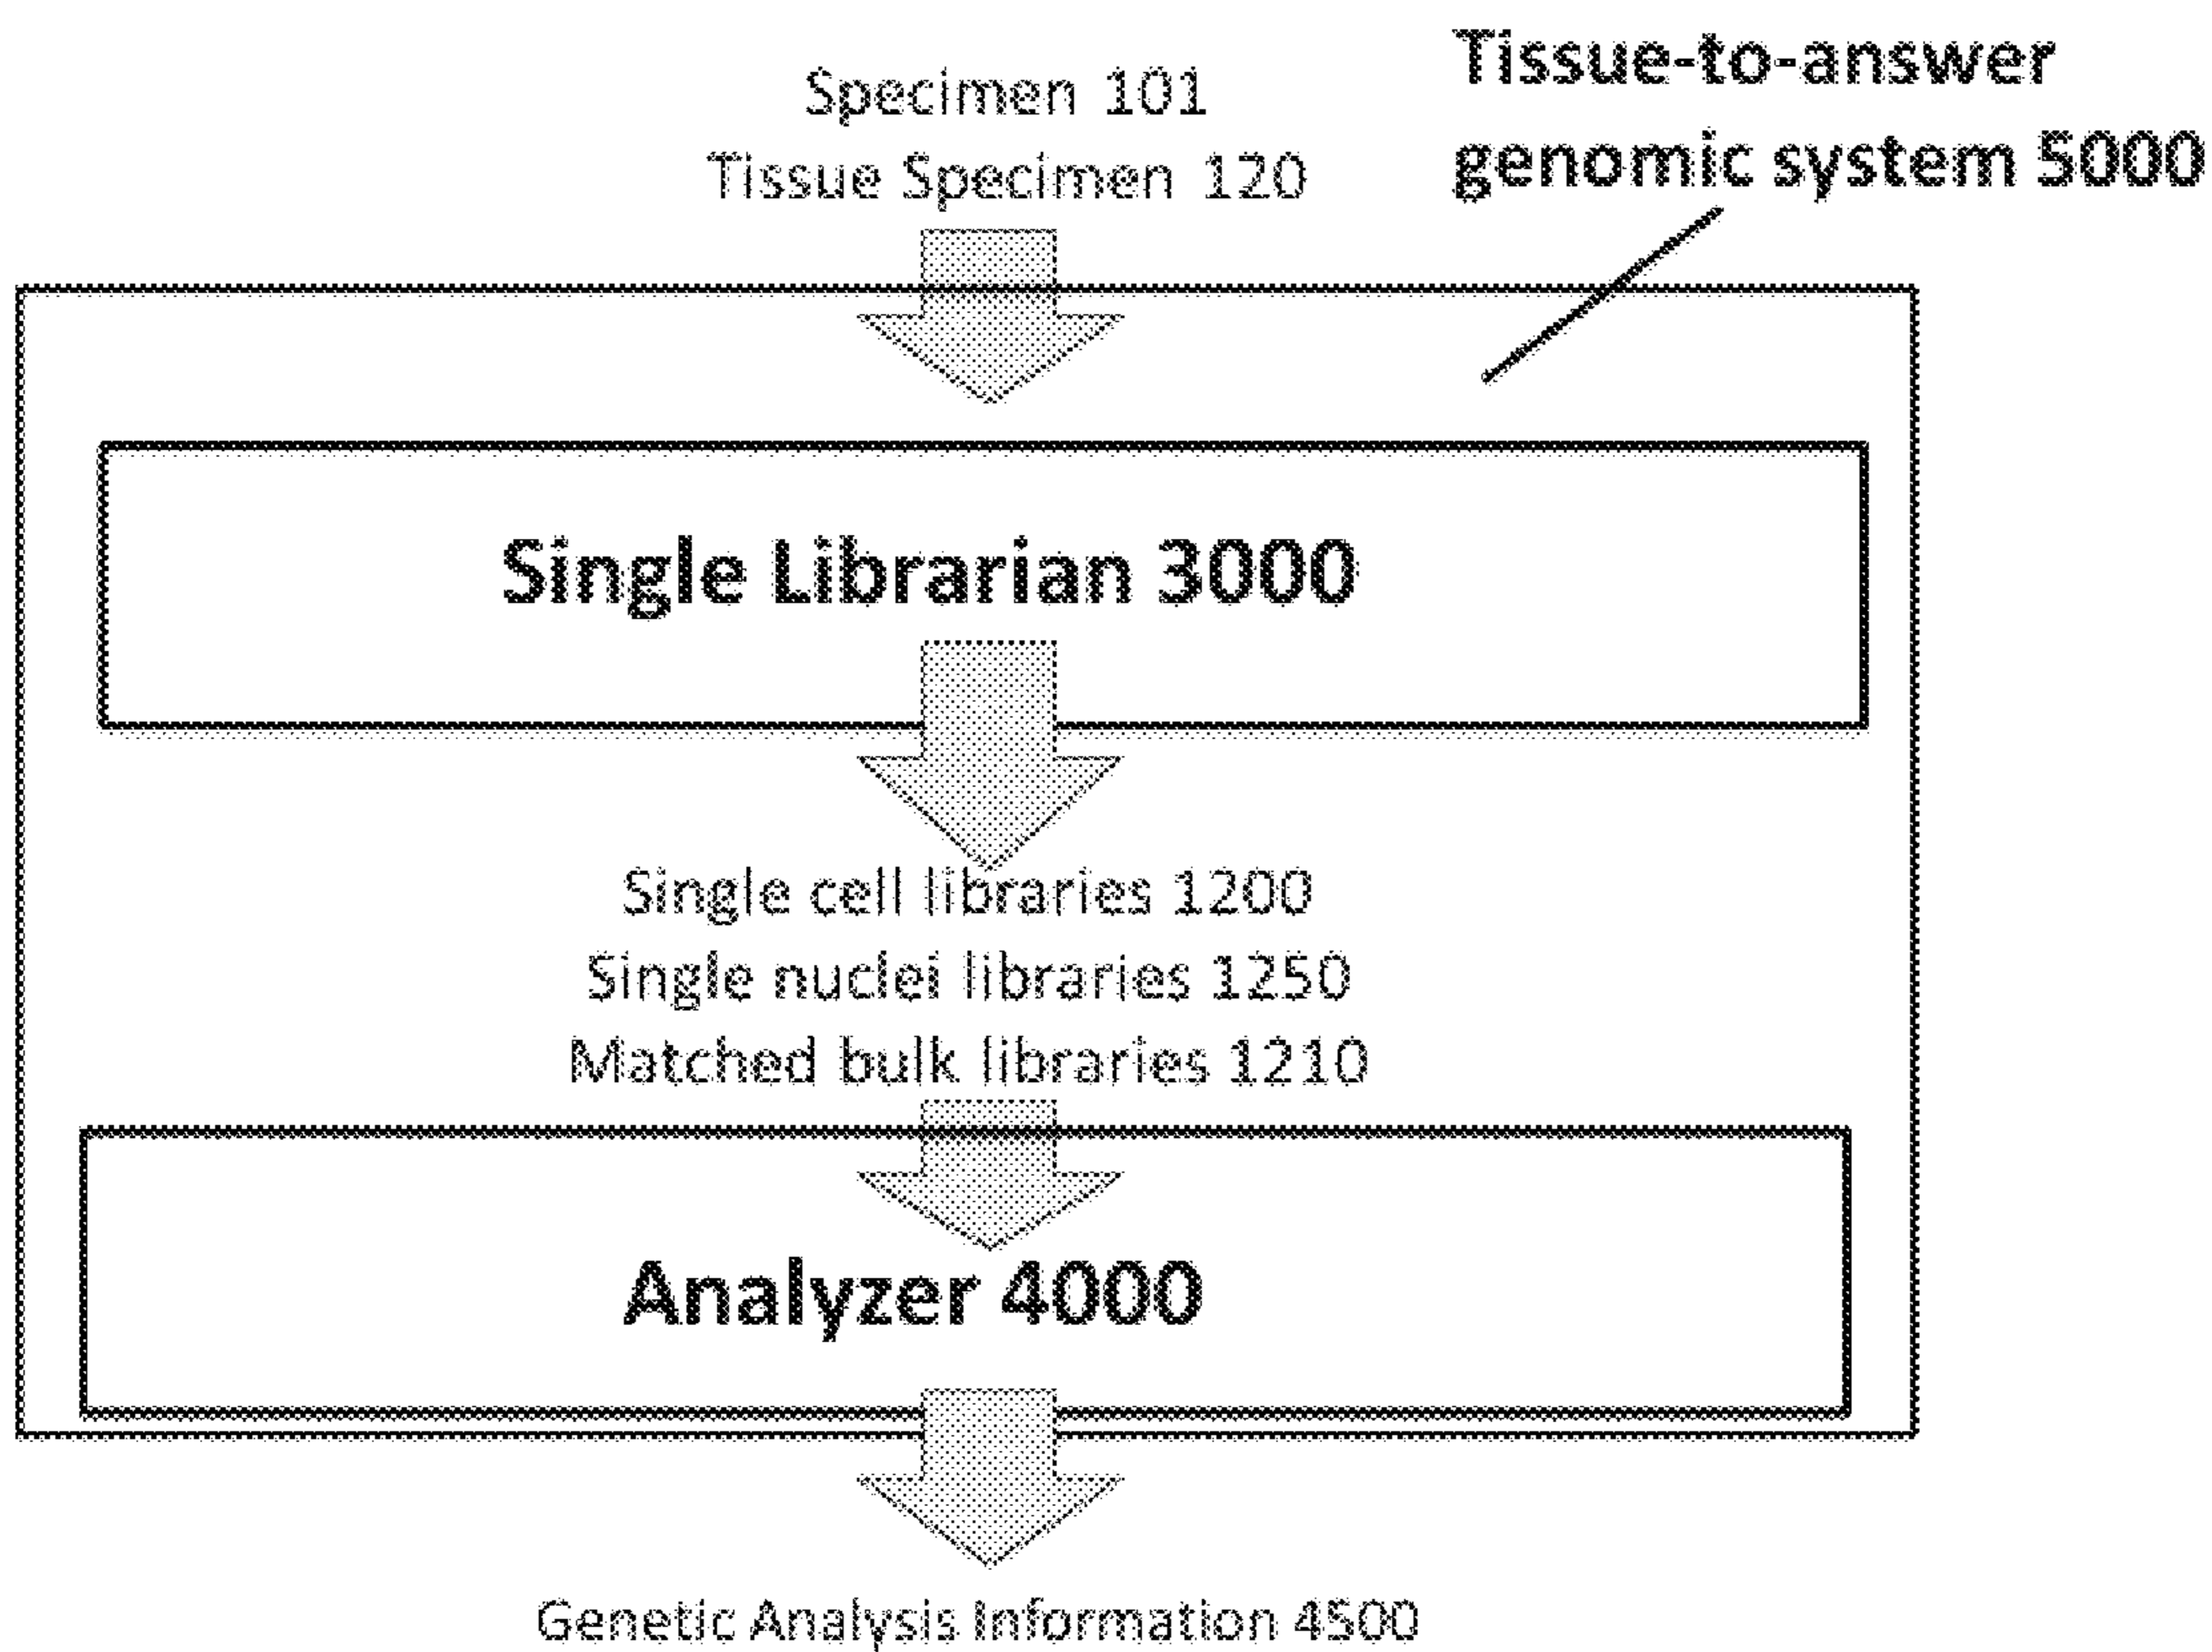 Specimen 101
Tissue Specimen 120
Tissue-to-answer
genomic system 5000
Single Librarian 3000
Single cell libraries 1200
Single nuclei libraries 1250
Matched bulk libraries 1210
Analyzer 4000
Genetic Analysis Information 4500